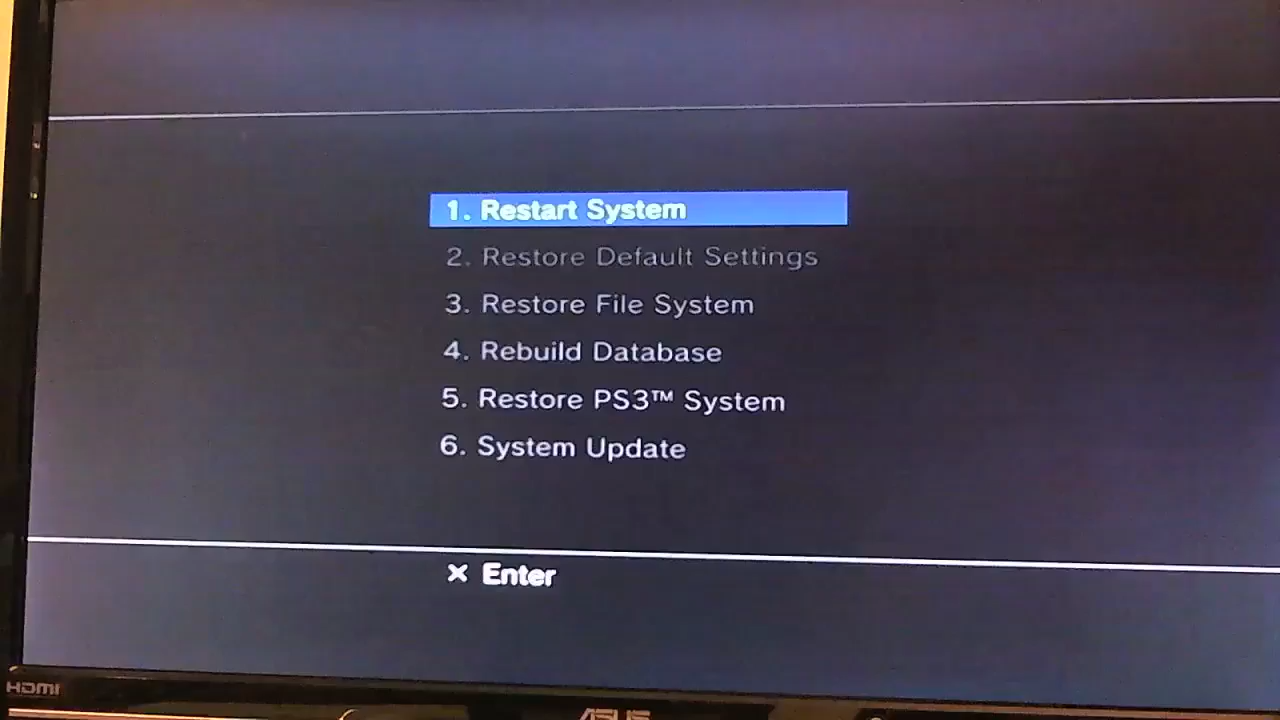 1. Restart System
2. Restore Default Settings
3. Restore File System
4. Rebuild Database
5. Restore PS3™ System
6. System Update
✕ Enter
HDMI
ASUS